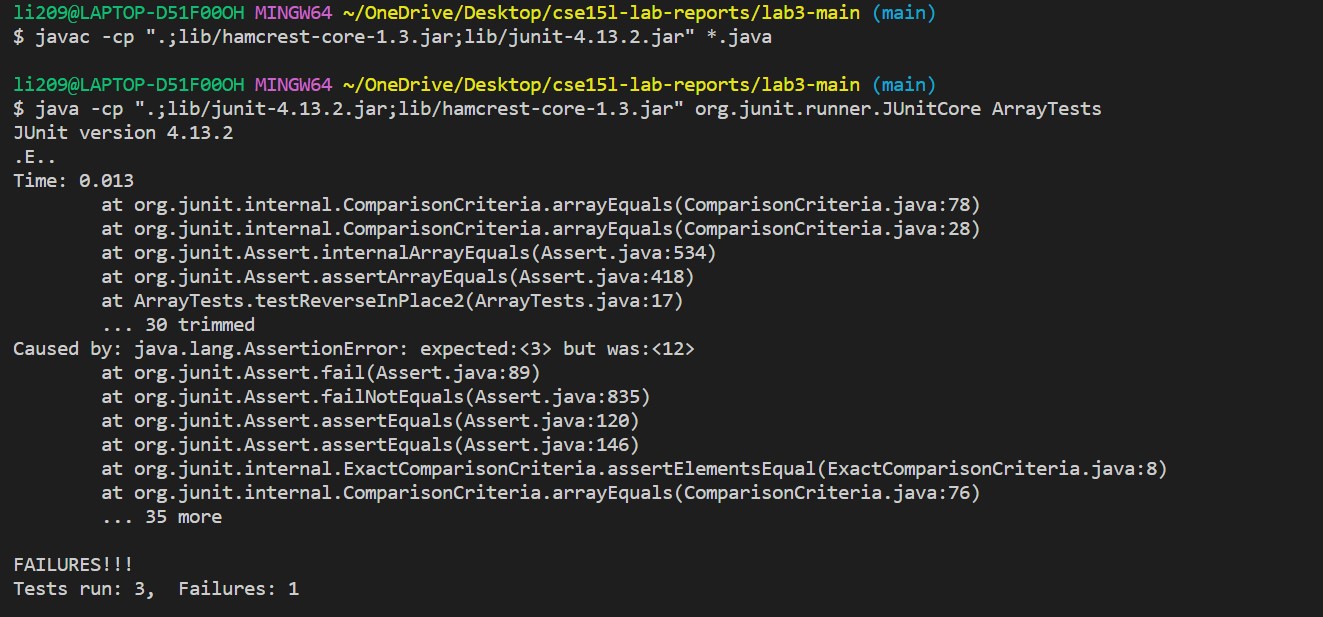 li209@LAPTOP-D51F00OH MINGW64 ~/OneDrive/Desktop/cse15l-lab-reports/lab3-main (main)
$ javac -cp ".;lib/hamcrest-core-1.3.jar;lib/junit-4.13.2.jar" *.java
li209@LAPTOP-D51F00OH MINGW64 ~/OneDrive/Desktop/cse15l-lab-reports/lab3-main (main)
$ java -cp ".;lib/junit-4.13.2.jar;lib/hamcrest-core-1.3.jar" org.junit.runner.JUnitCore ArrayTests
JUnit version 4.13.2
.E..
Time: 0.013
at org.junit.internal.ComparisonCriteria.arrayEquals(ComparisonCriteria.java:78)
at org.junit.internal.ComparisonCriteria.arrayEquals(ComparisonCriteria.java:28)
at org.junit.Assert.internalArrayEquals(Assert.java:534)
at org.junit.Assert.assertArrayEquals(Assert.java:418)
at ArrayTests.testReverseInPlace2(ArrayTests.java:17)
... 30 trimmed
Caused by: java.lang.AssertionError: expected:<3> but was:<12>
at org.junit.Assert.fail(Assert.java:89)
at org.junit.Assert.failNotEquals(Assert.java:835)
at org.junit.Assert.assertEquals(Assert.java:120)
at org.junit.Assert.assertEquals(Assert.java:146)
at org.junit.internal.ExactComparisonCriteria.assertElementsEqual(ExactComparisonCriteria.java:8)
at org.junit.internal.ComparisonCriteria.arrayEquals(ComparisonCriteria.java:76)
... 35 more
FAILURES!!!
Tests run: 3,  Failures: 1